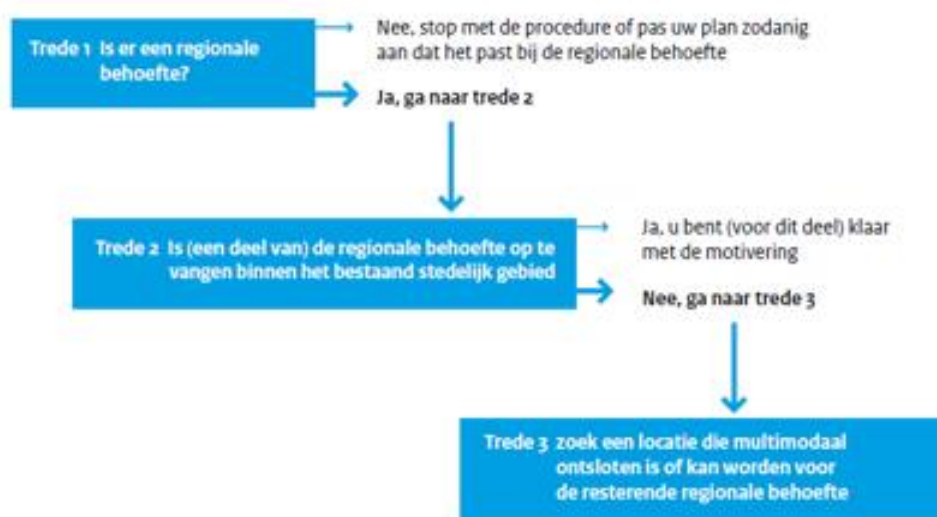 Trede 1 Is er een regionale
behoefte?
Nee, stop met de procedure of pas uw plan zodanig
aan dat het past bij de regionale behoefte
Ja, ga naar trede 2
Trede 2 Is (een deel van) de regionale behoefte op te
vangen binnen het bestaand stedelijk gebied
Ja, u bent (voor dit deel) klaar
met de motivering
Nee, ga naar trede 3
Trede 3 zoek een locatie die multimodaal
ontsloten is of kan worden voor
de resterende regionale behoefte